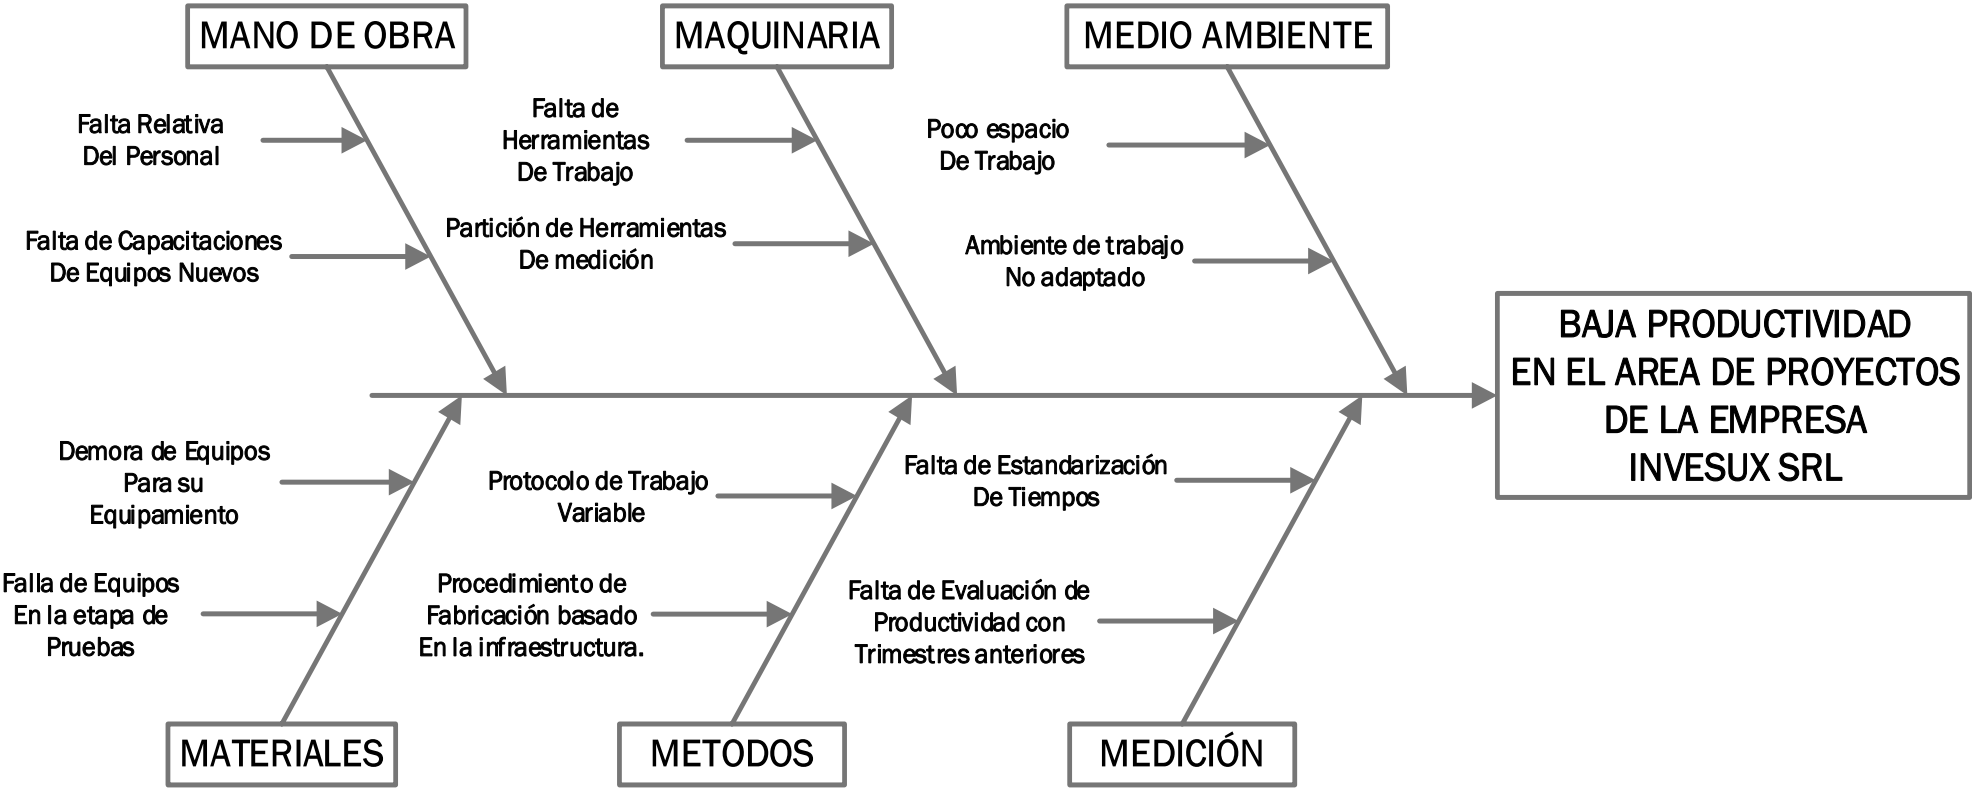 MANO DE OBRA
MAQUINARIA
MEDIO AMBIENTE
Falta Relativa
Del Personal
Falta de Capacitaciones
De Equipos Nuevos
Falta de
Herramientas
De Trabajo
Partición de Herramientas
De medición
Poco espacio
De Trabajo
Ambiente de trabajo
No adaptado
BAJA PRODUCTIVIDAD
EN EL AREA DE PROYECTOS
DE LA EMPRESA
INVESUX SRL
Demora de Equipos
Para su
Equipamiento
Falla de Equipos
En la etapa de
Pruebas
Protocolo de Trabajo
Variable
Procedimiento de
Fabricación basado
En la infraestructura.
Falta de Estandarización
De Tiempos
Falta de Evaluación de
Productividad con
Trimestres anteriores
MATERIALES
METODOS
MEDICIÓN